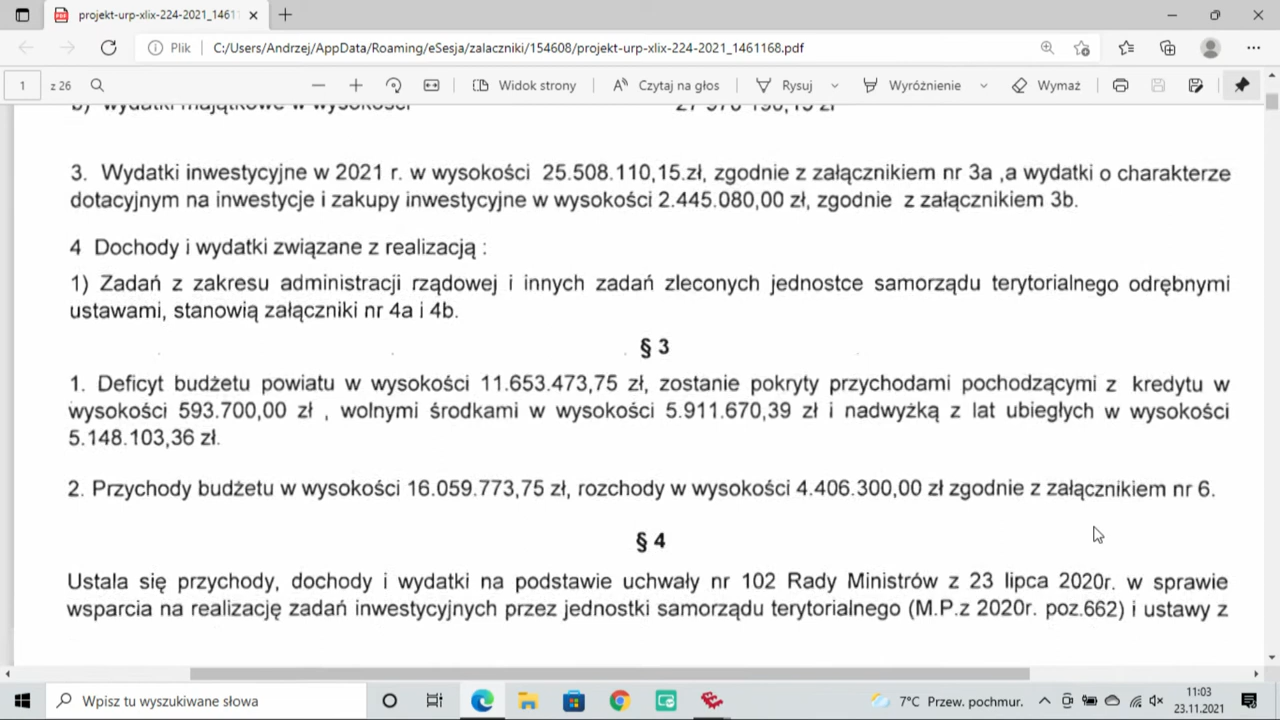 projekt-urp-xlix-224-2021_1461
Plik
C:/Users/Andrzej/AppData/Roaming/eSesja/zalaczniki/154608/projekt-urp-xlix-224-2021_1461168.pdf
1 z 26
Widok strony
Czytaj na głos
Rysuj
Wyróżnienie
Wymaż
b) wydatki majątkowe w wysokości
3. Wydatki inwestycyjne w 2021 r. w wysokości 25.508.110,15.zł, zgodnie z załącznikiem nr 3a ,a wydatki o charakterze
dotacyjnym na inwestycje i zakupy inwestycyjne w wysokości 2.445.080,00 zł, zgodnie z załącznikiem 3b.
4 Dochody i wydatki związane z realizacją :
1) Zadań z zakresu administracji rządowej i innych zadań zleconych jednostce samorządu terytorialnego odrębnymi
ustawami, stanowią załączniki nr 4a i 4b.
§ 3
1. Deficyt budżetu powiatu w wysokości 11.653.473,75 zł, zostanie pokryty przychodami pochodzącymi z kredytu w
wysokości 593.700,00 zł , wolnymi środkami w wysokości 5.911.670,39 zł i nadwyżką z lat ubiegłych w wysokości
5.148.103,36 zł.
2. Przychody budżetu w wysokości 16.059.773,75 zł, rozchody w wysokości 4.406.300,00 zł zgodnie z załącznikiem nr 6.
§ 4
Ustala się przychody, dochody i wydatki na podstawie uchwały nr 102 Rady Ministrów z 23 lipca 2020r. w sprawie
wsparcia na realizację zadań inwestycyjnych przez jednostki samorządu terytorialnego (M.P.z 2020r. poz.662) i ustawy z
Wpisz tu wyszukiwane słowa
7°C Przew. pochmur.
11:03
23.11.2021